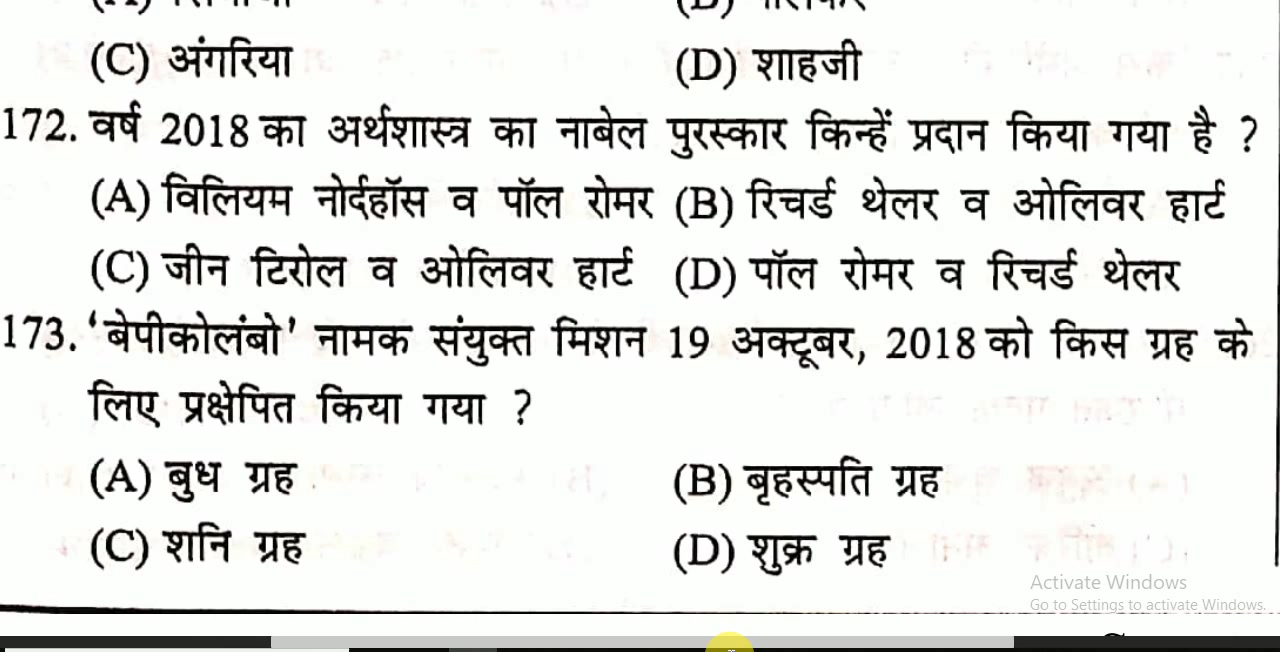 (C) अंगरिया (D) शाहजी
172. वर्ष 2018 का अर्थशास्त्र का नाबेल पुरस्कार किन्हें प्रदान किया गया है ?
(A) विलियम नोर्दहॉस व पॉल रोमर (B) रिचर्ड थेलर व ओलिवर हार्ट
(C) जीन टिरोल व ओलिवर हार्ट (D) पॉल रोमर व रिचर्ड थेलर
173. ‘बेपीकोलंबो’ नामक संयुक्त मिशन 19 अक्टूबर, 2018 को किस ग्रह के
लिए प्रक्षेपित किया गया ?
(A) बुध ग्रह (B) बृहस्पति ग्रह
(C) शनि ग्रह (D) शुक्र ग्रह
Activate Windows
Go to Settings to activate Windows.